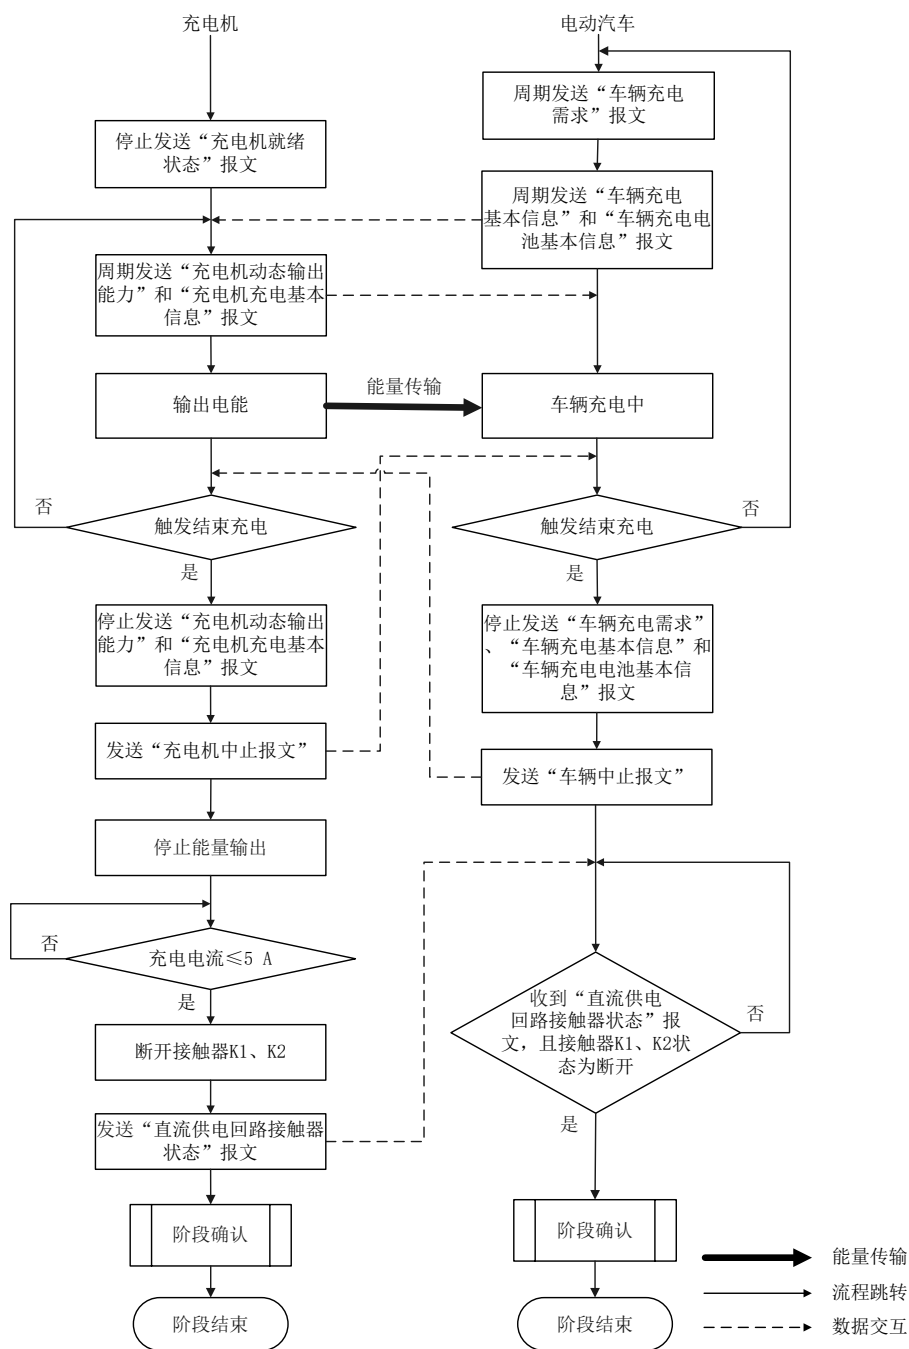 充电机
停止发送“充电机就绪
状态”报文
周期发送“充电机动态输出
能力”和“充电机充电基本
信息”报文
输出电能
能量传输
否
触发结束充电
是
停止发送“充电机动态输出
能力”和“充电机充电基本
信息”报文
发送“充电机中止报文”
停止能量输出
否
充电电流≤5 A
是
断开接触器K1、K2
发送“直流供电回路接触器
状态”报文
阶段确认
阶段结束
电动汽车
周期发送“车辆充电
需求”报文
周期发送“车辆充电
基本信息”和“车辆充电电
池基本信息”报文
车辆充电中
触发结束充电
否
是
停止发送“车辆充电需求”
、“车辆充电基本信息”和
“车辆充电电池基本信
息”报文
发送“车辆中止报文”
收到“直流供电
回路接触器状态”报
文，且接触器K1、K2状
态为断开
否
是
阶段确认
阶段结束
能量传输
流程跳转
数据交互